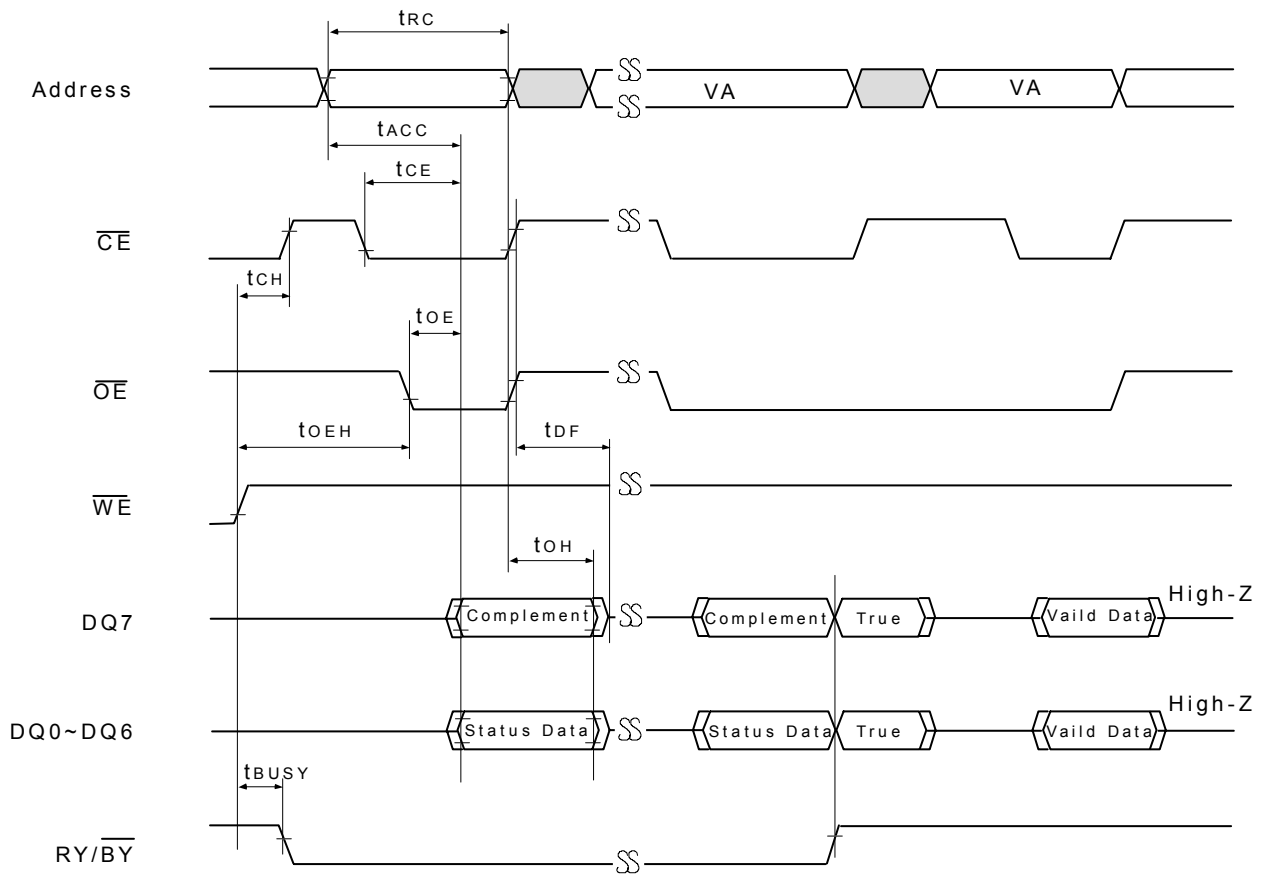 tRC
Address
VA
VA
tACC
tCE
CE
tCH
tOE
OE
tOEH
tDF
WE
tOH
DQ7
Complement
Complement
True
Vaild Data
High-Z
DQ0~DQ6
Status Data
Status Data
True
Vaild Data
High-Z
tBUSY
RY/BY